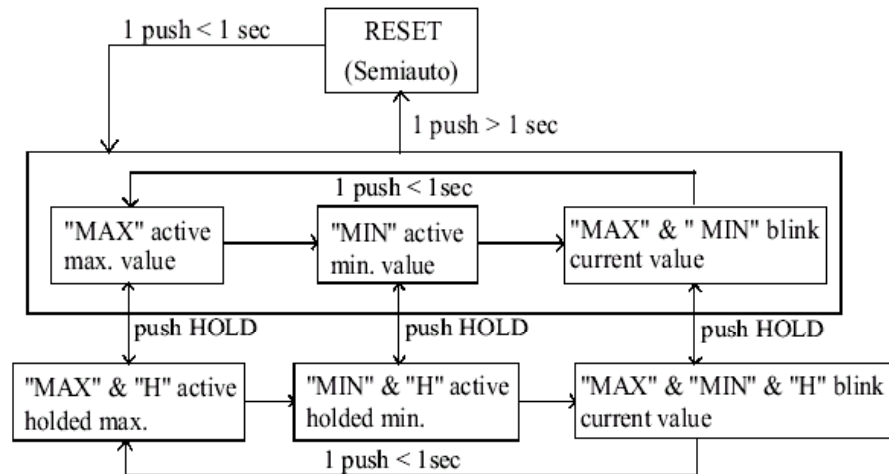 1 push < 1 sec
RESET
(Semiauto)
1 push > 1 sec
1 push < 1sec
"MAX" active
max. value
"MIN" active
min. value
"MAX" & " MIN" blink
current value
push HOLD
push HOLD
push HOLD
"MAX" & "H" active
holded max.
"MIN" & "H" active
holded min.
"MAX" & "MIN" & "H" blink
current value
1 push < 1sec